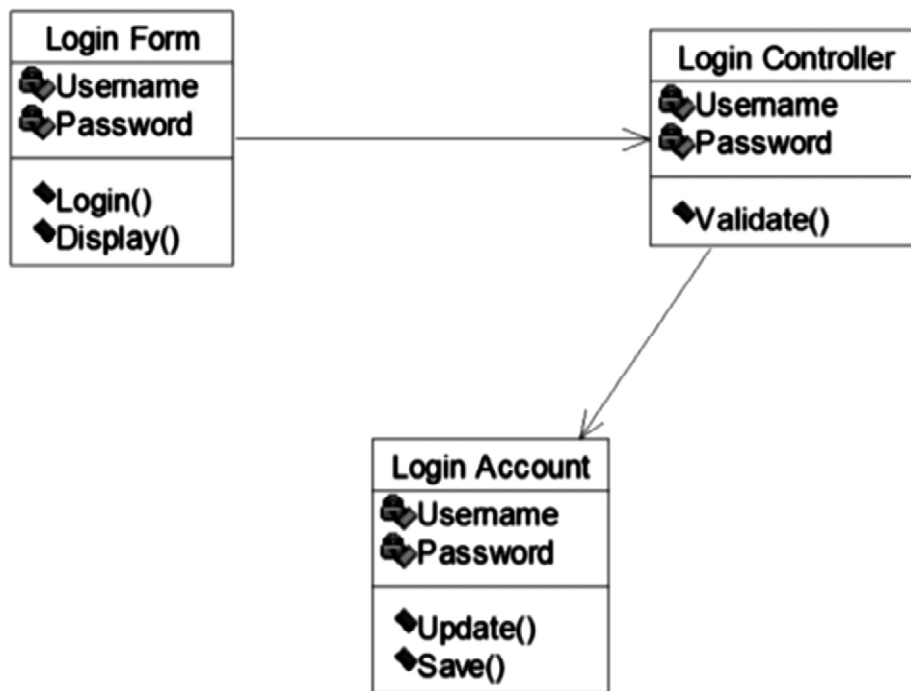 Login Form
Username
Password
Login()
Display()
Login Controller
Username
Password
Validate()
Login Account
Username
Password
Update()
Save()